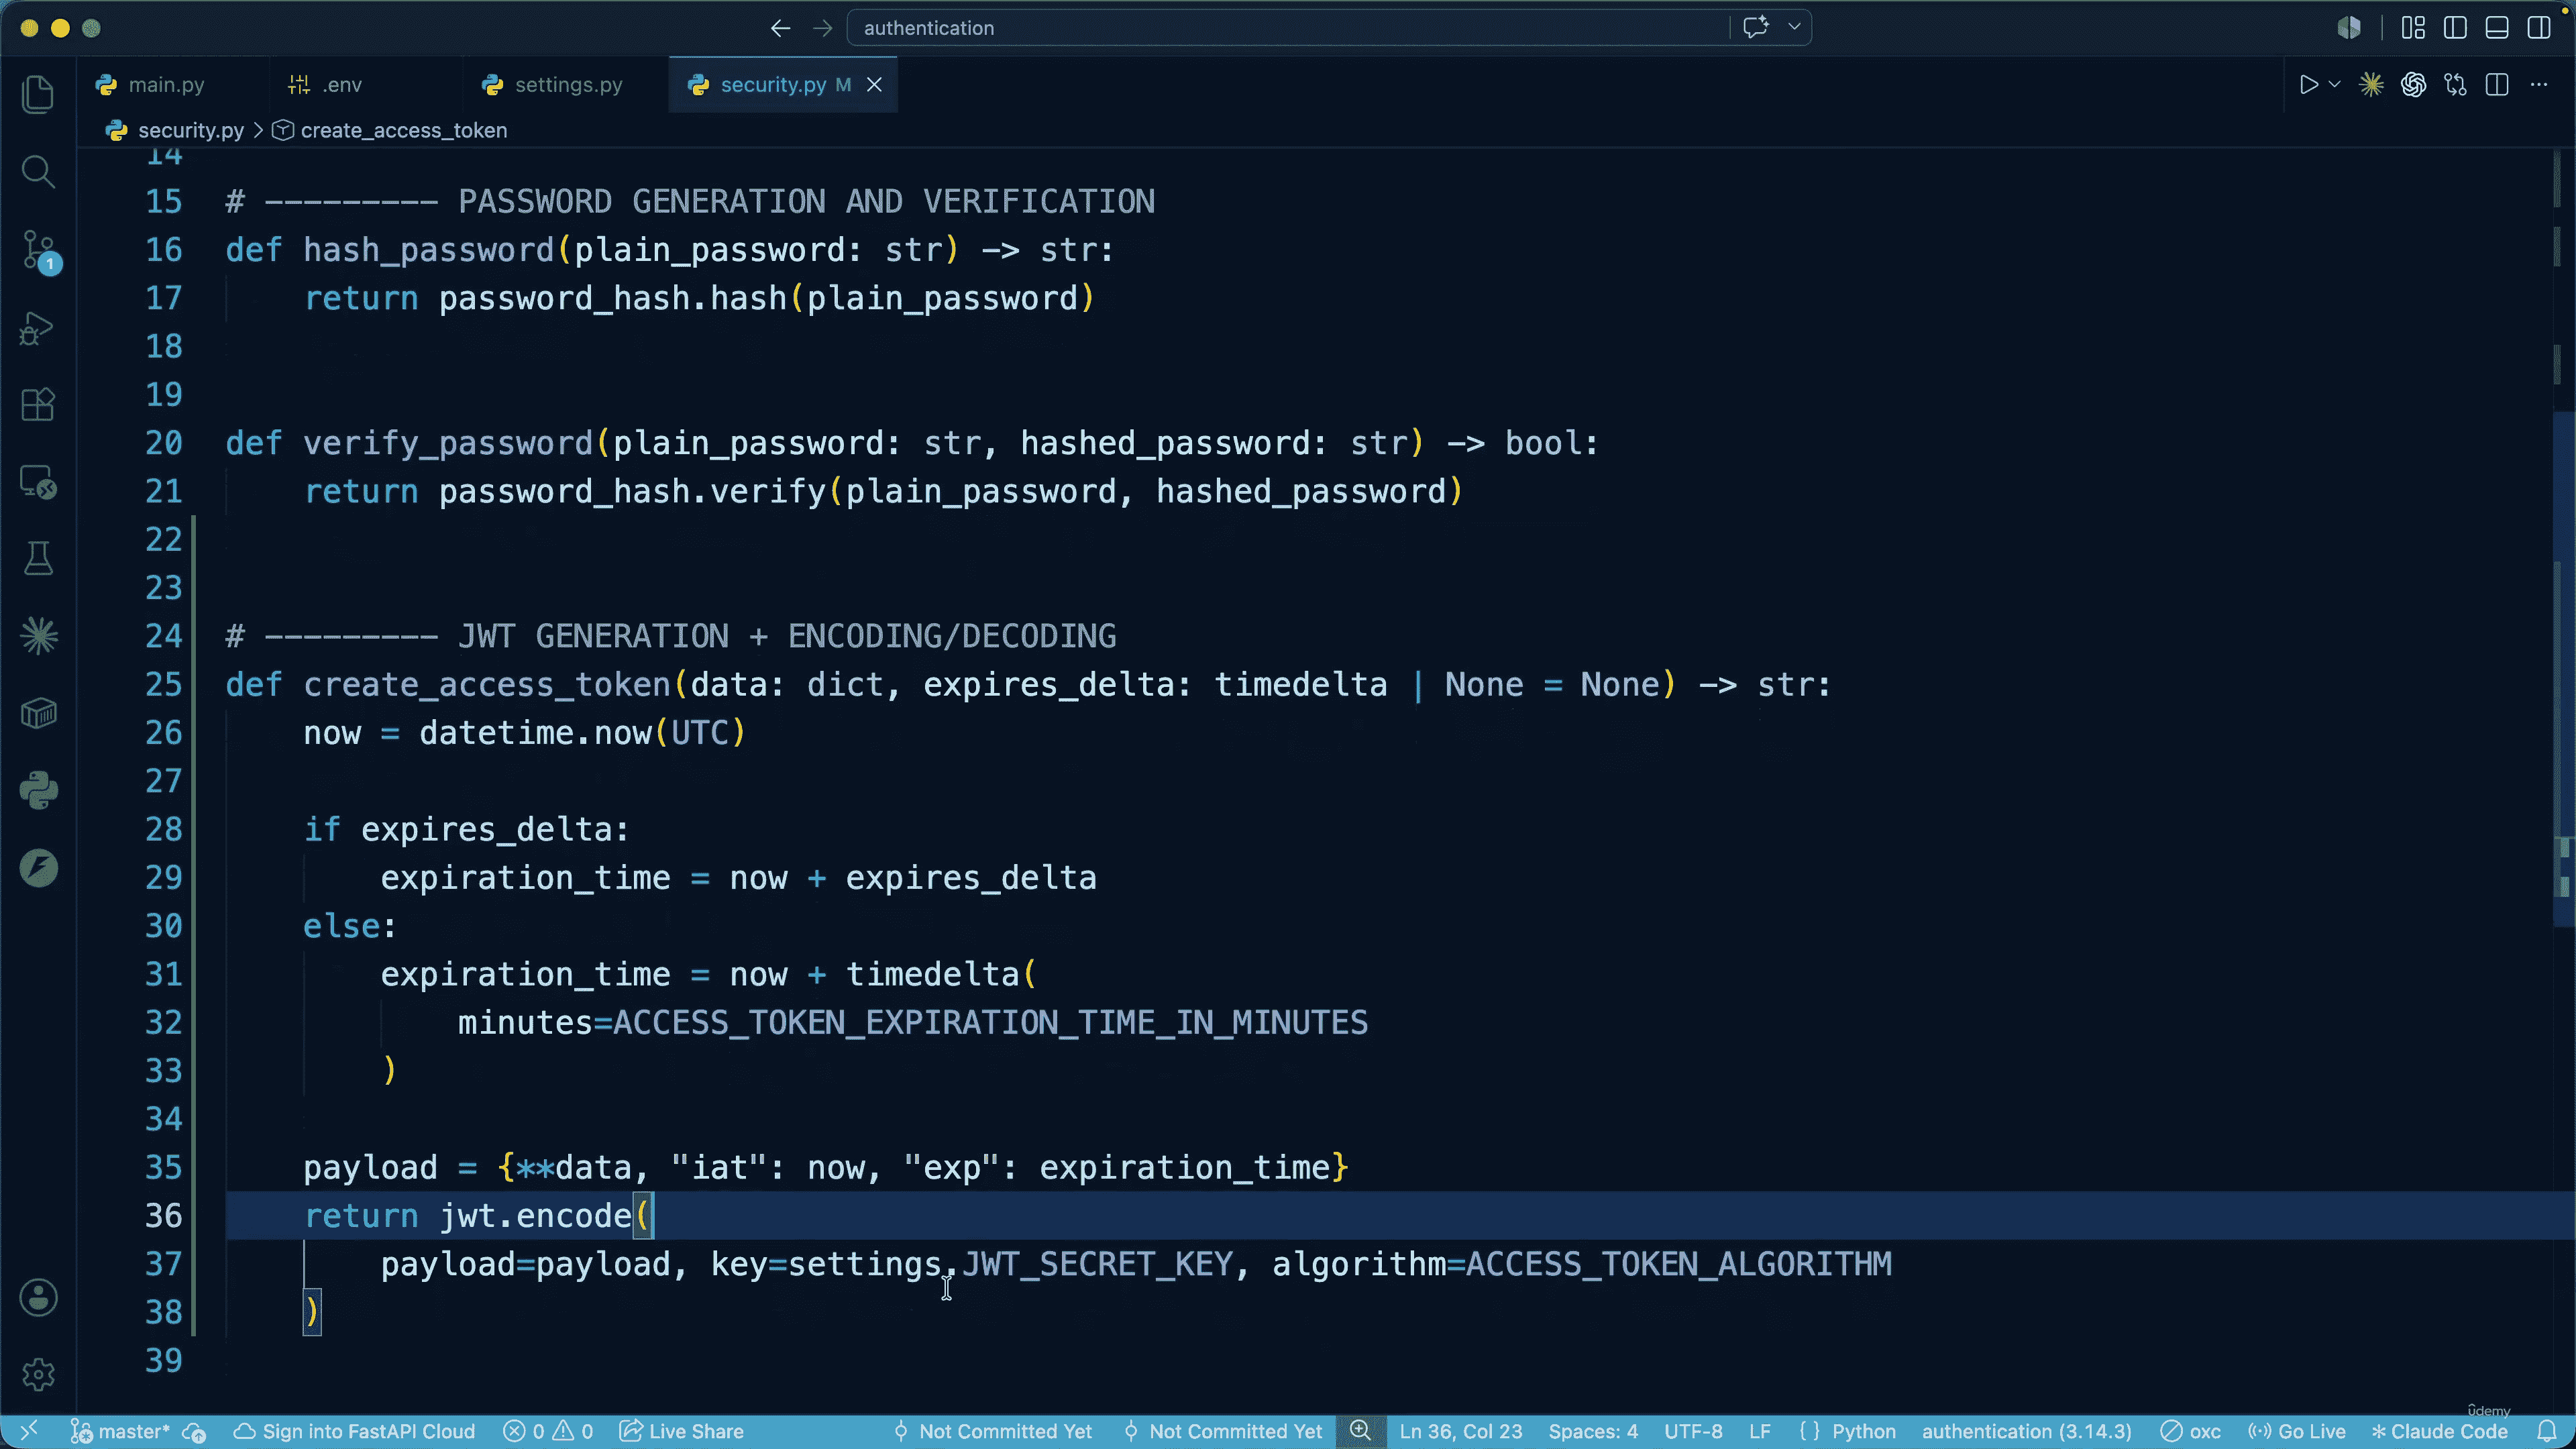 authentication
main.py
.env
settings.py
security.py M
security.py > create_access_token
14
15 # --------- PASSWORD GENERATION AND VERIFICATION
16 def hash_password(plain_password: str) -> str:
17 return password_hash.hash(plain_password)
18
19
20 def verify_password(plain_password: str, hashed_password: str) -> bool:
21 return password_hash.verify(plain_password, hashed_password)
22
23
24 # --------- JWT GENERATION + ENCODING/DECODING
25 def create_access_token(data: dict, expires_delta: timedelta | None = None) -> str:
26 now = datetime.now(UTC)
27
28 if expires_delta:
29 expiration_time = now + expires_delta
30 else:
31 expiration_time = now + timedelta(
32 minutes=ACCESS_TOKEN_EXPIRATION_TIME_IN_MINUTES
33 )
34
35 payload = {**data, "iat": now, "exp": expiration_time}
36 return jwt.encode(
37 payload=payload, key=settings.JWT_SECRET_KEY, algorithm=ACCESS_TOKEN_ALGORITHM
38 )
39
1
ûdemy
master* Sign into FastAPI Cloud 0 0 Live Share Not Committed Yet Not Committed Yet Ln 36, Col 23 Spaces: 4 UTF-8 LF {} Python authentication (3.14.3) oxc Go Live Claude Code